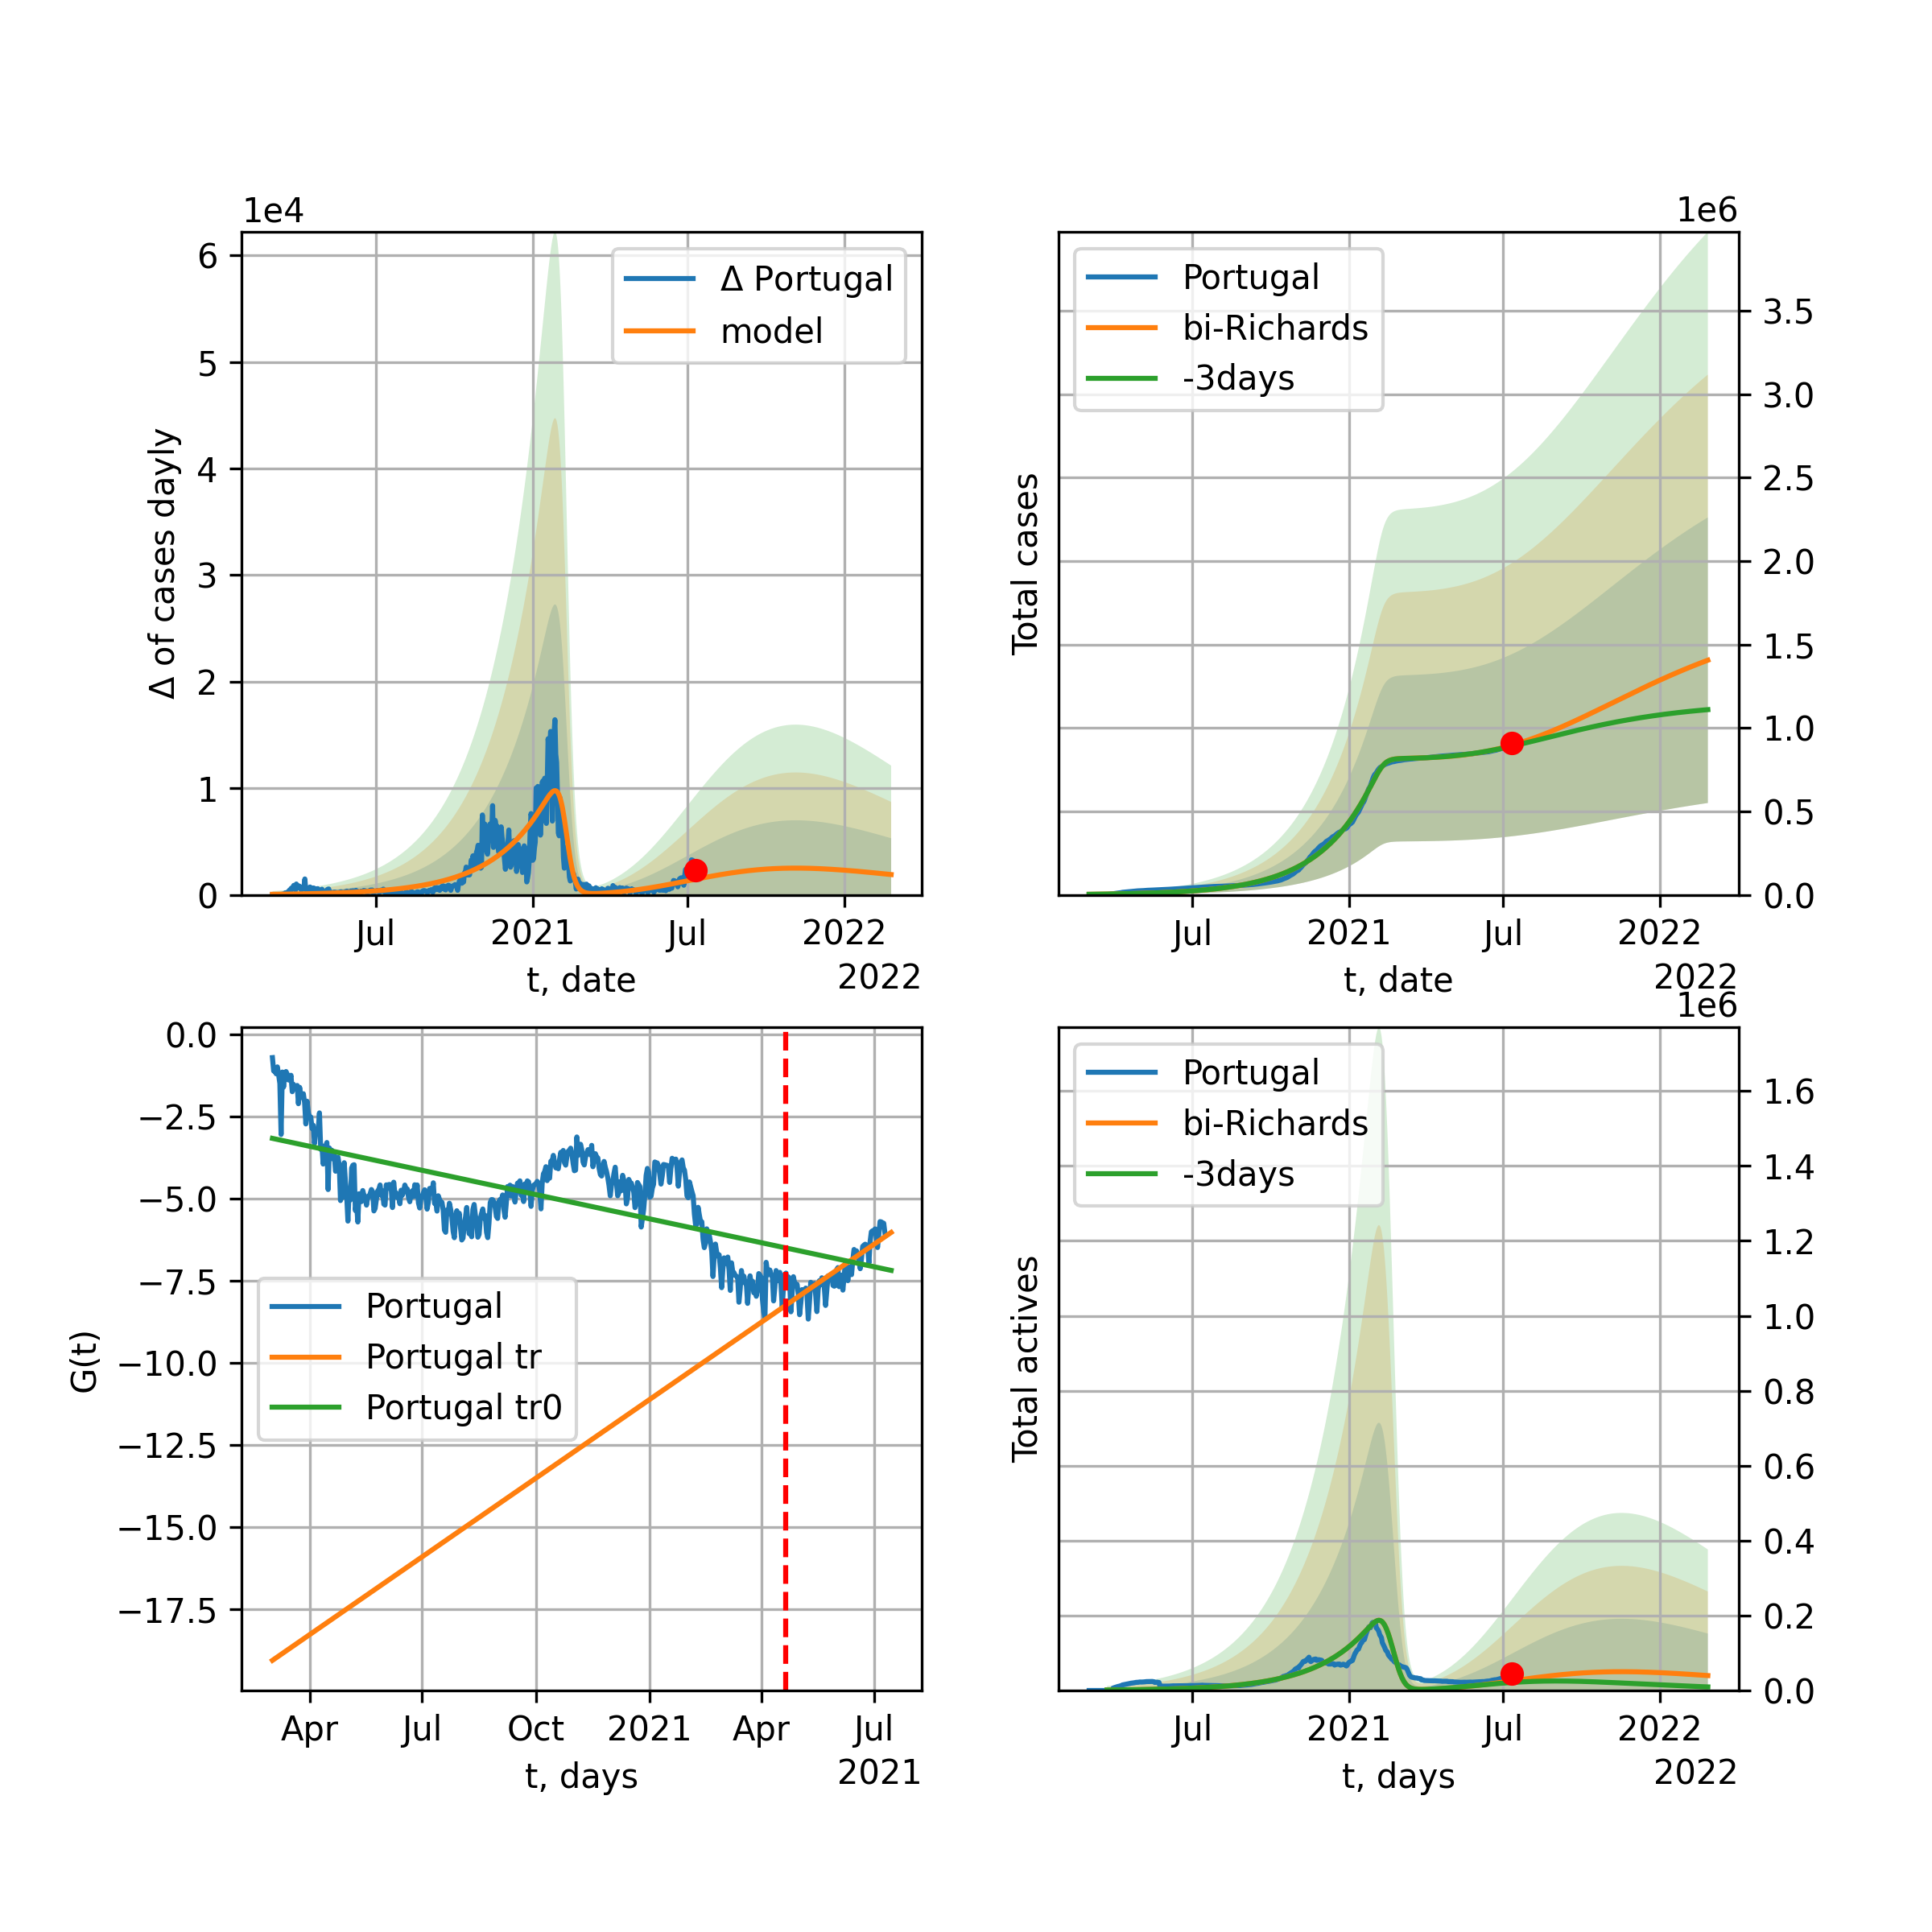 1e4
6
5
4
3
2
1
0
Δ of cases dayly
Δ Portugal
model
Jul
2021
Jul
2022
t, date
2022
1e6
Portugal
bi-Richards
-3days
Total cases
3.5
3.0
2.5
2.0
1.5
1.0
0.5
0.0
Jul
2021
Jul
2022
t, date
2022
0.0
−2.5
−5.0
−7.5
−10.0
−12.5
−15.0
−17.5
G(t)
Portugal
Portugal tr
Portugal tr0
Apr
Jul
Oct
2021
Apr
Jul
t, days
2021
1e6
Portugal
bi-Richards
-3days
Total actives
1.6
1.4
1.2
1.0
0.8
0.6
0.4
0.2
0.0
Jul
2021
Jul
2022
t, days
2022